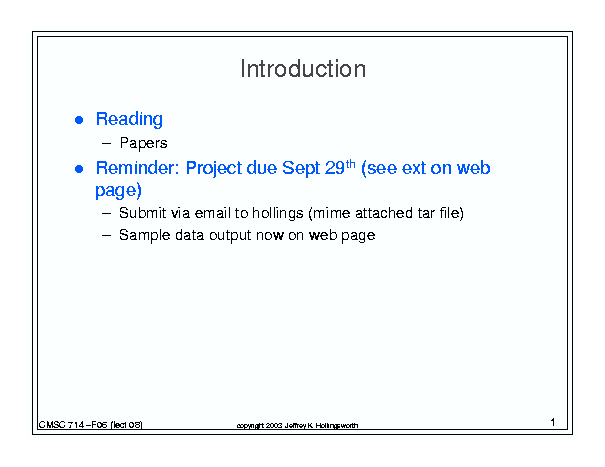 Introduction
● Reading
– Papers
● Reminder: Project due Sept 29th (see ext on web
page)
– Submit via email to hollings (mime attached tar file)
– Sample data output now on web page
CMSC 714 –F06 (lect 08)
copyright 2003 Jeffrey K. Hollingsworth
1